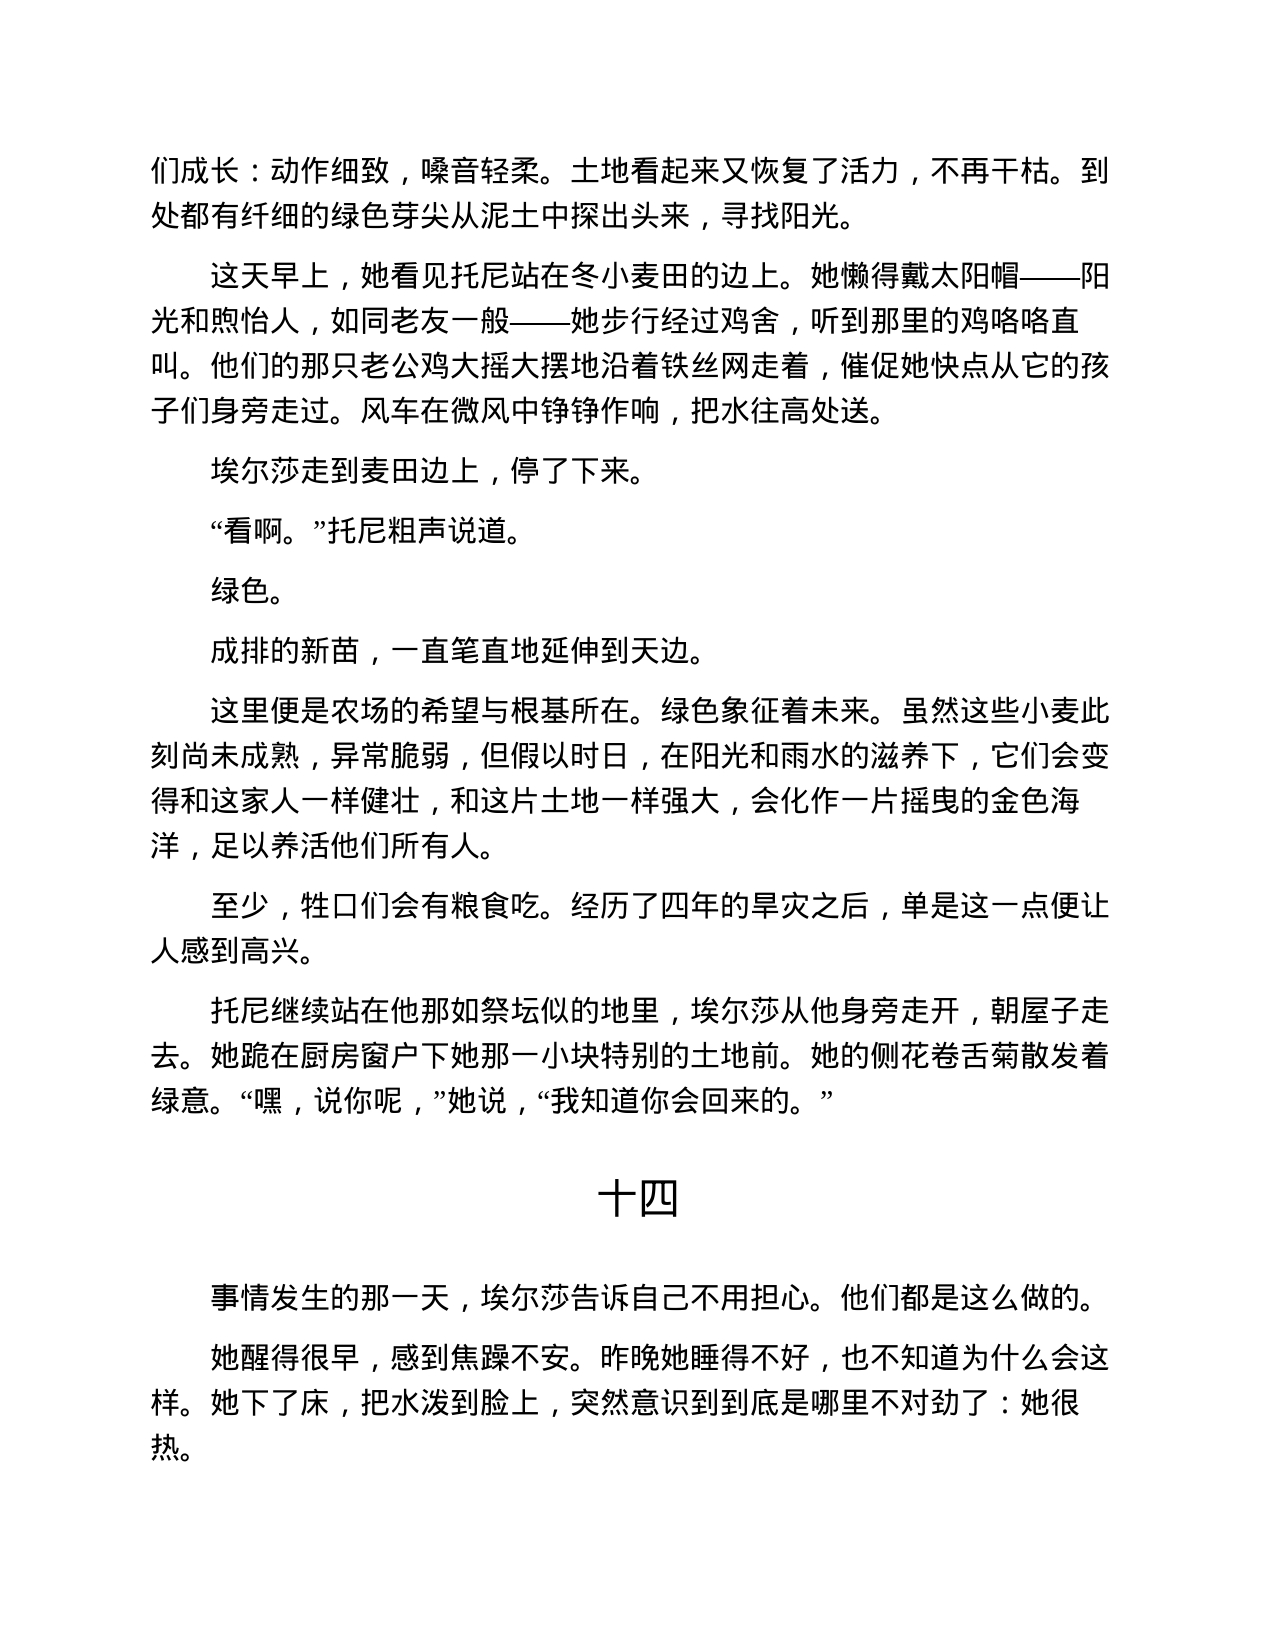 们成长：动作细致，嗓音轻柔。土地看起来又恢复了活力，不再干枯。到
处都有纤细的绿色芽尖从泥土中探出头来，寻找阳光。
这天早上，她看见托尼站在冬小麦田的边上。她懒得戴太阳帽——阳
光和煦怡人，如同老友一般——她步行经过鸡舍，听到那里的鸡咯咯直
叫。他们的那只老公鸡大摇大摆地沿着铁丝网走着，催促她快点从它的孩
子们身旁走过。风车在微风中铮铮作响，把水往高处送。
埃尔莎走到麦田边上，停了下来。
“看啊。”托尼粗声说道。
绿色。
成排的新苗，一直笔直地延伸到天边。
这里便是农场的希望与根基所在。绿色象征着未来。虽然这些小麦此
刻尚未成熟，异常脆弱，但假以时日，在阳光和雨水的滋养下，它们会变
得和这家人一样健壮，和这片土地一样强大，会化作一片摇曳的金色海
洋，足以养活他们所有人。
至少，牲口们会有粮食吃。经历了四年的旱灾之后，单是这一点便让
人感到高兴。
托尼继续站在他那如祭坛似的地里，埃尔莎从他身旁走开，朝屋子走
去。她跪在厨房窗户下她那一小块特别的土地前。她的侧花卷舌菊散发着
绿意。“嘿，说你呢，”她说，“我知道你会回来的。”
十四
事情发生的那一天，埃尔莎告诉自己不用担心。他们都是这么做的。
她醒得很早，感到焦躁不安。昨晚她睡得不好，也不知道为什么会这
样。她下了床，把水泼到脸上，突然意识到到底是哪里不对劲了：她很
热。